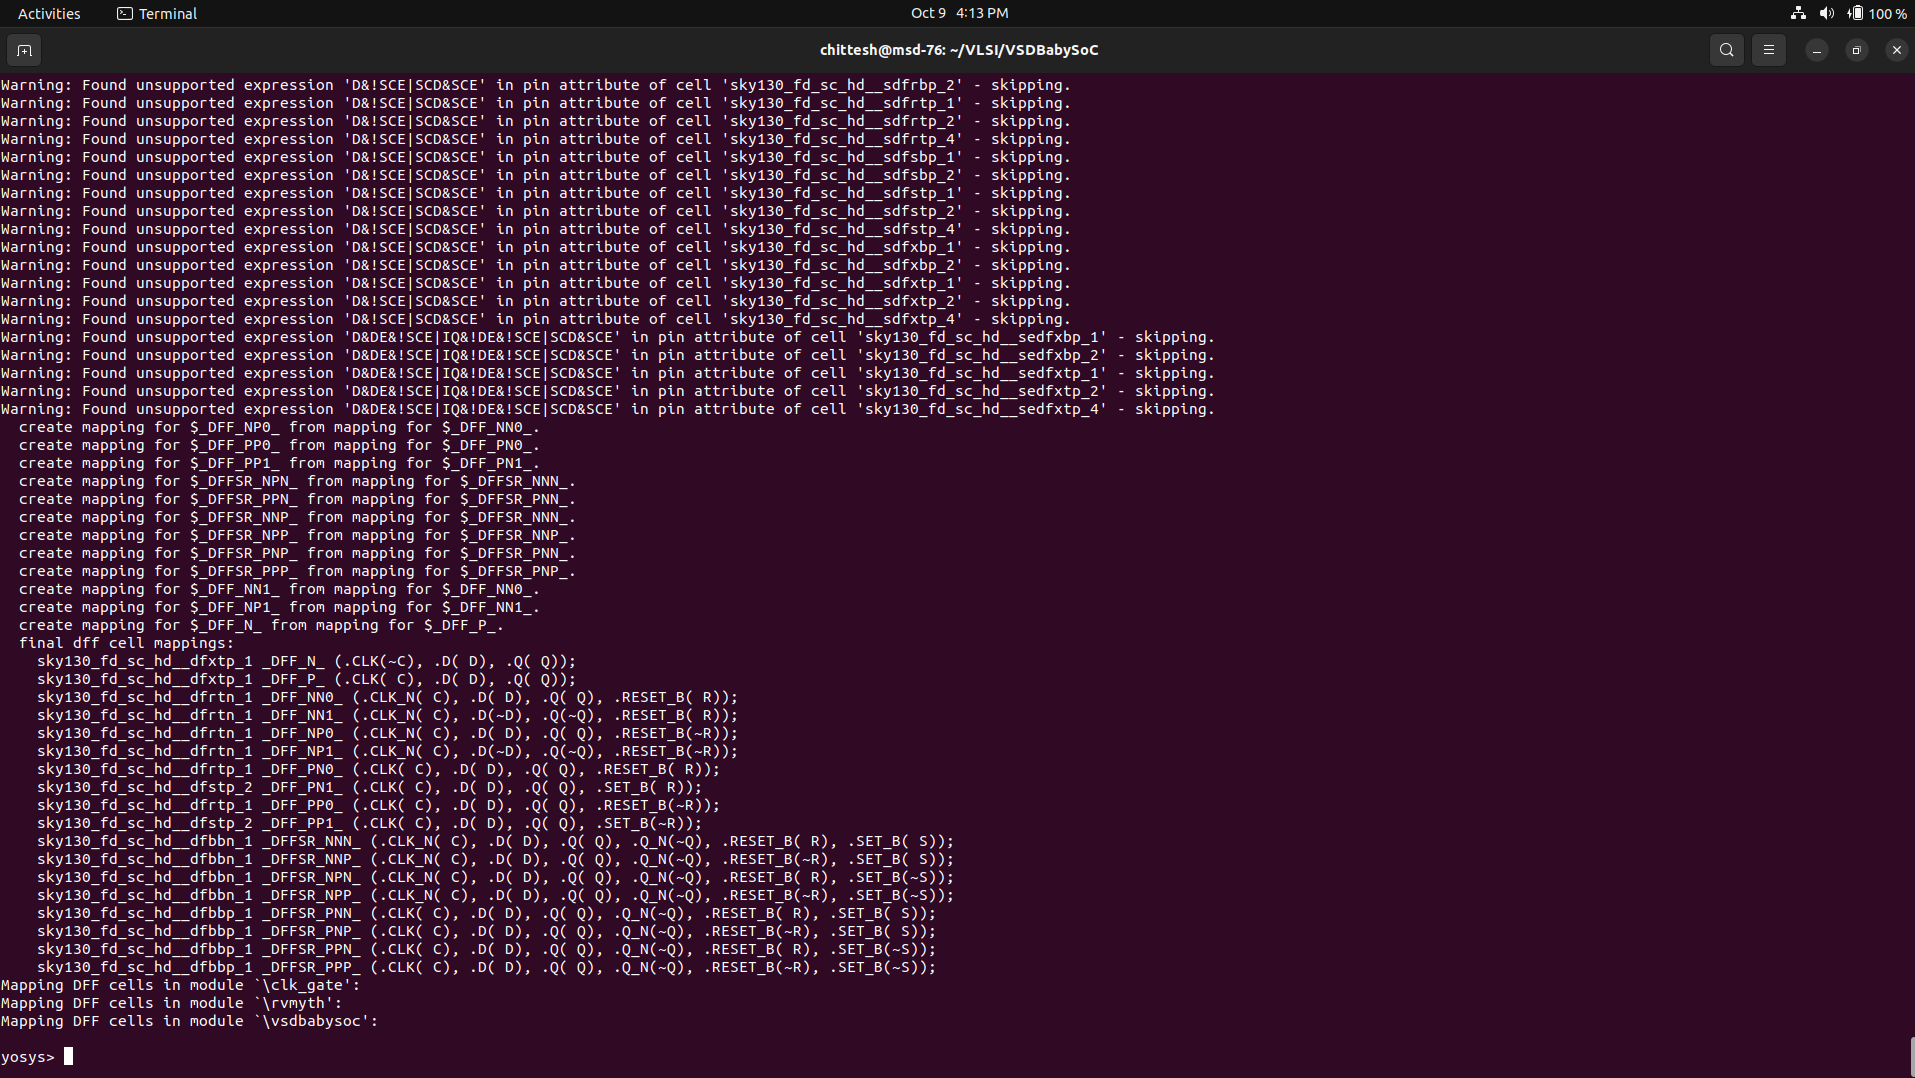 Activities Terminal Oct 9 4:13 PM 100 %
chittesh@msd-76: ~/VLSI/VSDBabySoC
Warning: Found unsupported expression 'D&!SCE|SCD&SCE' in pin attribute of cell 'sky130_fd_sc_hd__sdfrbp_2' - skipping.
Warning: Found unsupported expression 'D&!SCE|SCD&SCE' in pin attribute of cell 'sky130_fd_sc_hd__sdfrtp_1' - skipping.
Warning: Found unsupported expression 'D&!SCE|SCD&SCE' in pin attribute of cell 'sky130_fd_sc_hd__sdfrtp_2' - skipping.
Warning: Found unsupported expression 'D&!SCE|SCD&SCE' in pin attribute of cell 'sky130_fd_sc_hd__sdfrtp_4' - skipping.
Warning: Found unsupported expression 'D&!SCE|SCD&SCE' in pin attribute of cell 'sky130_fd_sc_hd__sdfsbp_1' - skipping.
Warning: Found unsupported expression 'D&!SCE|SCD&SCE' in pin attribute of cell 'sky130_fd_sc_hd__sdfsbp_2' - skipping.
Warning: Found unsupported expression 'D&!SCE|SCD&SCE' in pin attribute of cell 'sky130_fd_sc_hd__sdfstp_1' - skipping.
Warning: Found unsupported expression 'D&!SCE|SCD&SCE' in pin attribute of cell 'sky130_fd_sc_hd__sdfstp_2' - skipping.
Warning: Found unsupported expression 'D&!SCE|SCD&SCE' in pin attribute of cell 'sky130_fd_sc_hd__sdfstp_4' - skipping.
Warning: Found unsupported expression 'D&!SCE|SCD&SCE' in pin attribute of cell 'sky130_fd_sc_hd__sdfxbp_1' - skipping.
Warning: Found unsupported expression 'D&!SCE|SCD&SCE' in pin attribute of cell 'sky130_fd_sc_hd__sdfxbp_2' - skipping.
Warning: Found unsupported expression 'D&!SCE|SCD&SCE' in pin attribute of cell 'sky130_fd_sc_hd__sdfxtp_1' - skipping.
Warning: Found unsupported expression 'D&!SCE|SCD&SCE' in pin attribute of cell 'sky130_fd_sc_hd__sdfxtp_2' - skipping.
Warning: Found unsupported expression 'D&!SCE|SCD&SCE' in pin attribute of cell 'sky130_fd_sc_hd__sdfxtp_4' - skipping.
Warning: Found unsupported expression 'D&DE&!SCE|IQ&!DE&!SCE|SCD&SCE' in pin attribute of cell 'sky130_fd_sc_hd__sedfxbp_1' - skipping.
Warning: Found unsupported expression 'D&DE&!SCE|IQ&!DE&!SCE|SCD&SCE' in pin attribute of cell 'sky130_fd_sc_hd__sedfxbp_2' - skipping.
Warning: Found unsupported expression 'D&DE&!SCE|IQ&!DE&!SCE|SCD&SCE' in pin attribute of cell 'sky130_fd_sc_hd__sedfxtp_1' - skipping.
Warning: Found unsupported expression 'D&DE&!SCE|IQ&!DE&!SCE|SCD&SCE' in pin attribute of cell 'sky130_fd_sc_hd__sedfxtp_2' - skipping.
Warning: Found unsupported expression 'D&DE&!SCE|IQ&!DE&!SCE|SCD&SCE' in pin attribute of cell 'sky130_fd_sc_hd__sedfxtp_4' - skipping.
  create mapping for $_DFF_NP0_ from mapping for $_DFF_NN0_.
  create mapping for $_DFF_PP0_ from mapping for $_DFF_PN0_.
  create mapping for $_DFF_PP1_ from mapping for $_DFF_PN1_.
  create mapping for $_DFFSR_NPN_ from mapping for $_DFFSR_NNN_.
  create mapping for $_DFFSR_PPN_ from mapping for $_DFFSR_PNN_.
  create mapping for $_DFFSR_NNP_ from mapping for $_DFFSR_NNN_.
  create mapping for $_DFFSR_NPP_ from mapping for $_DFFSR_NNP_.
  create mapping for $_DFFSR_PNP_ from mapping for $_DFFSR_PNN_.
  create mapping for $_DFFSR_PPP_ from mapping for $_DFFSR_PNP_.
  create mapping for $_DFF_NN1_ from mapping for $_DFF_NN0_.
  create mapping for $_DFF_NP1_ from mapping for $_DFF_NN1_.
  create mapping for $_DFF_N_ from mapping for $_DFF_P_.
  final dff cell mappings:
    sky130_fd_sc_hd__dfxtp_1 _DFF_N_ (.CLK(~C), .D( D), .Q( Q));
    sky130_fd_sc_hd__dfxtp_1 _DFF_P_ (.CLK( C), .D( D), .Q( Q));
    sky130_fd_sc_hd__dfrtn_1 _DFF_NN0_ (.CLK_N( C), .D( D), .Q( Q), .RESET_B( R));
    sky130_fd_sc_hd__dfrtn_1 _DFF_NN1_ (.CLK_N( C), .D(~D), .Q(~Q), .RESET_B( R));
    sky130_fd_sc_hd__dfrtn_1 _DFF_NP0_ (.CLK_N( C), .D( D), .Q( Q), .RESET_B(~R));
    sky130_fd_sc_hd__dfrtn_1 _DFF_NP1_ (.CLK_N( C), .D(~D), .Q(~Q), .RESET_B(~R));
    sky130_fd_sc_hd__dfrtp_1 _DFF_PN0_ (.CLK( C), .D( D), .Q( Q), .RESET_B( R));
    sky130_fd_sc_hd__dfstp_2 _DFF_PN1_ (.CLK( C), .D( D), .Q( Q), .SET_B( R));
    sky130_fd_sc_hd__dfrtp_1 _DFF_PP0_ (.CLK( C), .D( D), .Q( Q), .RESET_B(~R));
    sky130_fd_sc_hd__dfstp_2 _DFF_PP1_ (.CLK( C), .D( D), .Q( Q), .SET_B(~R));
    sky130_fd_sc_hd__dfbbn_1 _DFFSR_NNN_ (.CLK_N( C), .D( D), .Q( Q), .Q_N(~Q), .RESET_B( R), .SET_B( S));
    sky130_fd_sc_hd__dfbbn_1 _DFFSR_NNP_ (.CLK_N( C), .D( D), .Q( Q), .Q_N(~Q), .RESET_B(~R), .SET_B( S));
    sky130_fd_sc_hd__dfbbn_1 _DFFSR_NPN_ (.CLK_N( C), .D( D), .Q( Q), .Q_N(~Q), .RESET_B( R), .SET_B(~S));
    sky130_fd_sc_hd__dfbbn_1 _DFFSR_NPP_ (.CLK_N( C), .D( D), .Q( Q), .Q_N(~Q), .RESET_B(~R), .SET_B(~S));
    sky130_fd_sc_hd__dfbbp_1 _DFFSR_PNN_ (.CLK( C), .D( D), .Q( Q), .Q_N(~Q), .RESET_B( R), .SET_B( S));
    sky130_fd_sc_hd__dfbbp_1 _DFFSR_PNP_ (.CLK( C), .D( D), .Q( Q), .Q_N(~Q), .RESET_B(~R), .SET_B( S));
    sky130_fd_sc_hd__dfbbp_1 _DFFSR_PPN_ (.CLK( C), .D( D), .Q( Q), .Q_N(~Q), .RESET_B( R), .SET_B(~S));
    sky130_fd_sc_hd__dfbbp_1 _DFFSR_PPP_ (.CLK( C), .D( D), .Q( Q), .Q_N(~Q), .RESET_B(~R), .SET_B(~S));
Mapping DFF cells in module `\clk_gate':
Mapping DFF cells in module `\rvmyth':
Mapping DFF cells in module `\vsdbabysoc':
yosys>